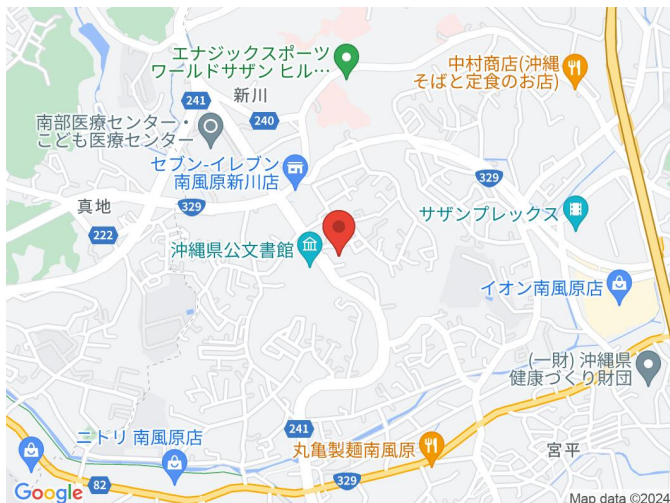 エナジックスポーツ
ワールドサザン ヒル…
中村商店(沖縄
そばと定食のお店)
241
新川
240
南部医療センター・
こども医療センター
セブン-イレブン
南風原新川店
329
真地
329
222
サザンプレックス
沖縄県公文書館
イオン南風原店
(一財) 沖縄県
健康づくり財団
241
ニトリ 南風原店
丸亀製麺南風原
宮平
329
82
Google
Map data ©2024